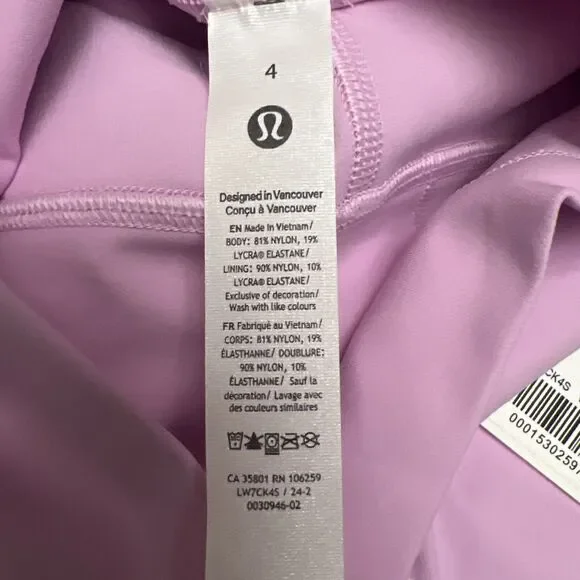 4
Designed in Vancouver
Conçu à Vancouver
EN Made in Vietnam/
BODY: 81% NYLON, 19%
LYCRA® ELASTANE/
LINING: 90% NYLON, 10%
LYCRA® ELASTANE/
Exclusive of decoration/
Wash with like colours
FR Fabriqué au Vietnam/
CORPS: 81% NYLON, 19%
ÉLASTHANNE/ DOUBLURE:
90% NYLON, 10%
ÉLASTHANNE/ Sauf la
décoration/ Lavage avec
des couleurs similaires
CA 35801 RN 106259
LW7CK4S / 24-2
0030946-02
CK4S
0001530259